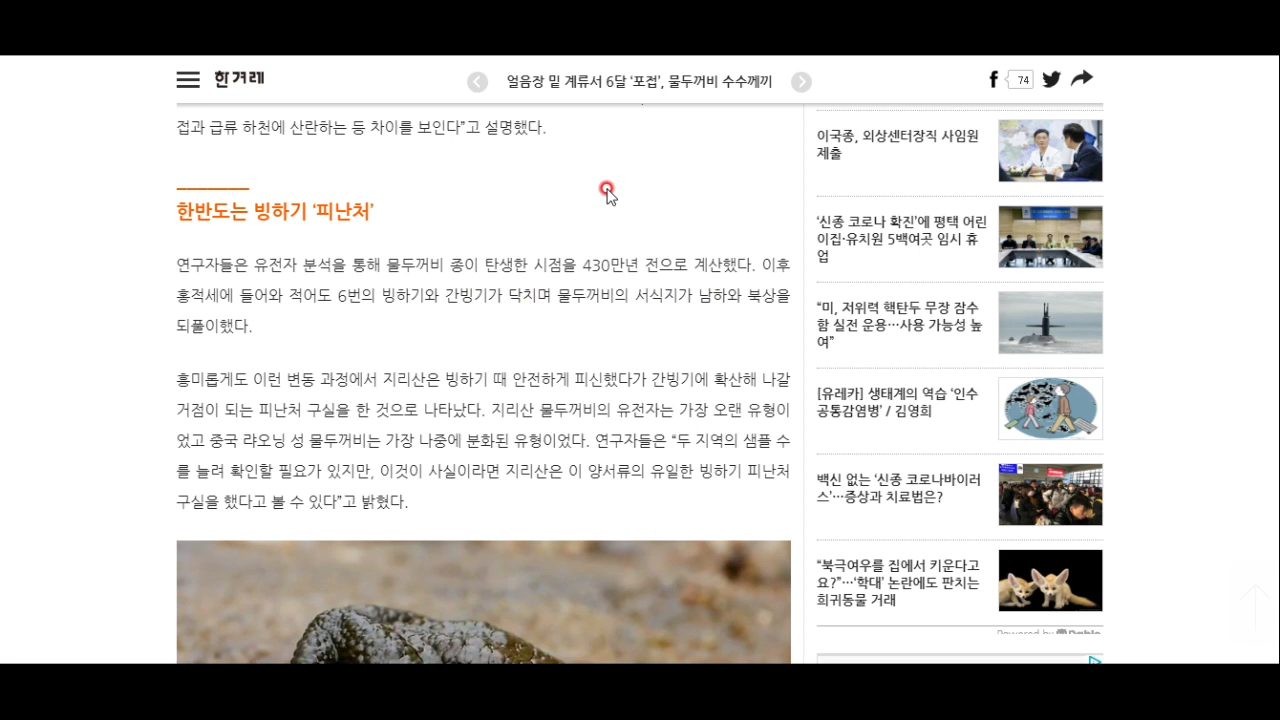 한겨레
얼음장 밑 계류서 6달 ‘포접’, 물두꺼비 수수께끼
74
접과 급류 하천에 산란하는 등 차이를 보인다”고 설명했다.
한반도는 빙하기 ‘피난처’
연구자들은 유전자 분석을 통해 물두꺼비 종이 탄생한 시점을 430만년 전으로 계산했다. 이후
홍적세에 들어와 적어도 6번의 빙하기와 간빙기가 닥치며 물두꺼비의 서식지가 남하와 북상을
되풀이했다.
흥미롭게도 이런 변동 과정에서 지리산은 빙하기 때 안전하게 피신했다가 간빙기에 확산해 나갈
거점이 되는 피난처 구실을 한 것으로 나타났다. 지리산 물두꺼비의 유전자는 가장 오랜 유형이
었고 중국 랴오닝 성 물두꺼비는 가장 나중에 분화된 유형이었다. 연구자들은 “두 지역의 샘플 수
를 늘려 확인할 필요가 있지만, 이것이 사실이라면 지리산은 이 양서류의 유일한 빙하기 피난처
구실을 했다고 볼 수 있다”고 밝혔다.
이국종, 외상센터장직 사임원
제출
‘신종 코로나 확진’에 평택 어린
이집·유치원 5백여곳 임시 휴
업
“미, 저위력 핵탄두 무장 잠수
함 실전 운용…사용 가능성 높
여”
[유레카] 생태계의 역습 ‘인수
공통감염병’ / 김영희
백신 없는 ‘신종 코로나바이러
스’…증상과 치료법은?
“북극여우를 집에서 키운다고
요?”…‘학대’ 논란에도 판치는
희귀동물 거래
Powered by Dable